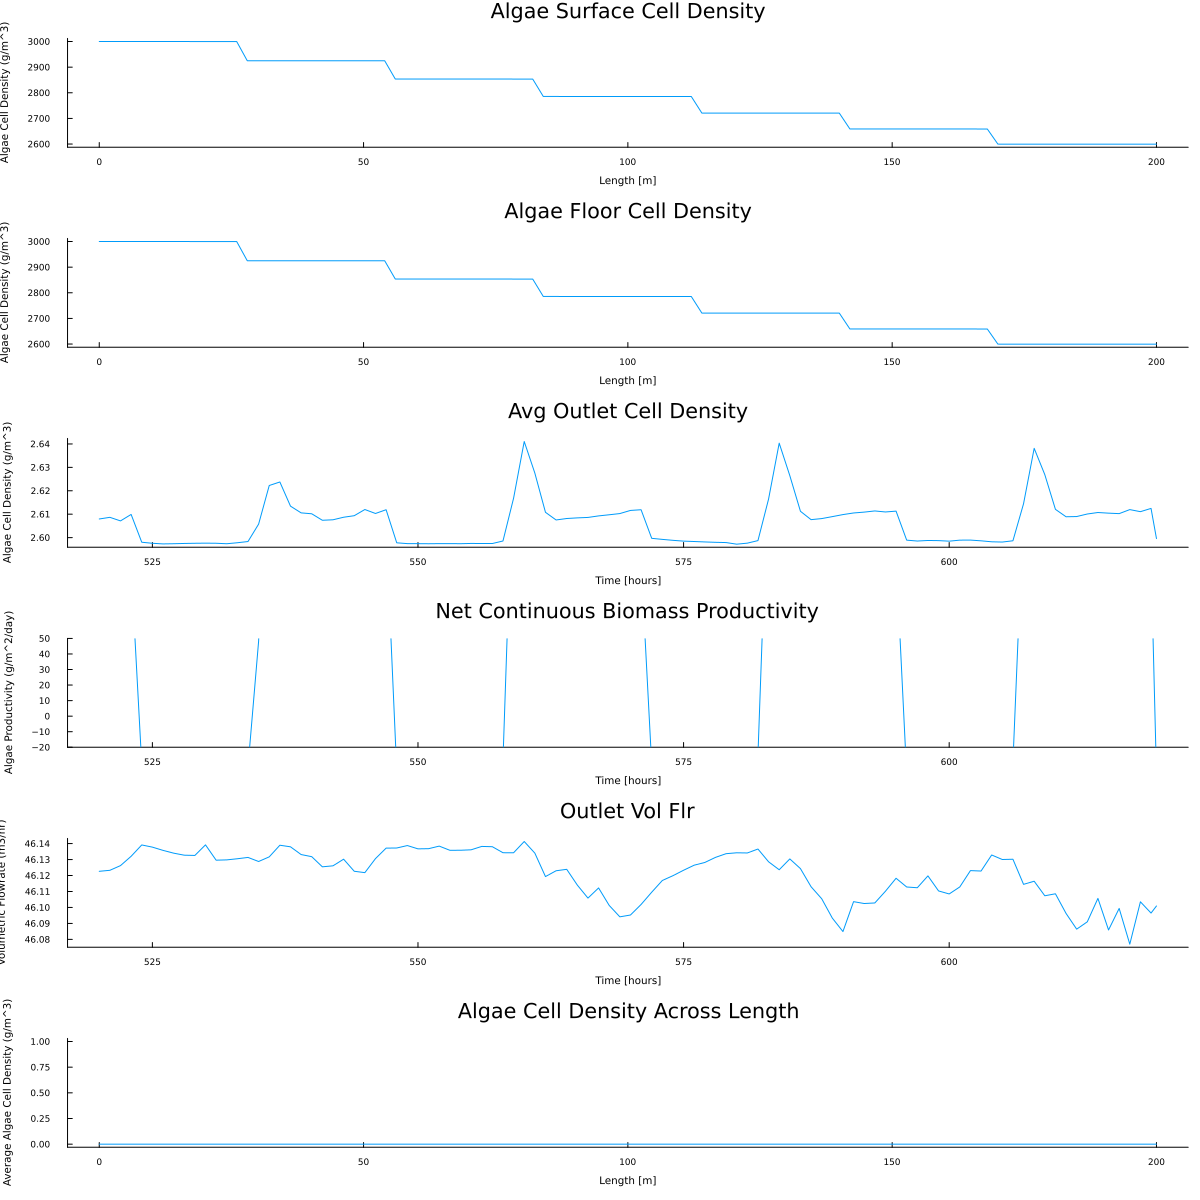 Algae Surface Cell Density
Algae Cell Density (g/m^3)
3000
2900
2800
2700
2600
0 50 100 150 200
Length [m]
Algae Floor Cell Density
Algae Cell Density (g/m^3)
3000
2900
2800
2700
2600
0 50 100 150 200
Length [m]
Avg Outlet Cell Density
Algae Cell Density (g/m^3)
2.64
2.63
2.62
2.61
2.60
525 550 575 600
Time [hours]
Net Continuous Biomass Productivity
Algae Productivity (g/m^2/day)
50
40
30
20
10
0
−10
−20
525 550 575 600
Time [hours]
Outlet Vol Flr
Volumetric Flowrate (m3/hr)
46.14
46.13
46.12
46.11
46.10
46.09
46.08
525 550 575 600
Time [hours]
Algae Cell Density Across Length
Average Algae Cell Density (g/m^3)
1.00
0.75
0.50
0.25
0.00
0 50 100 150 200
Length [m]